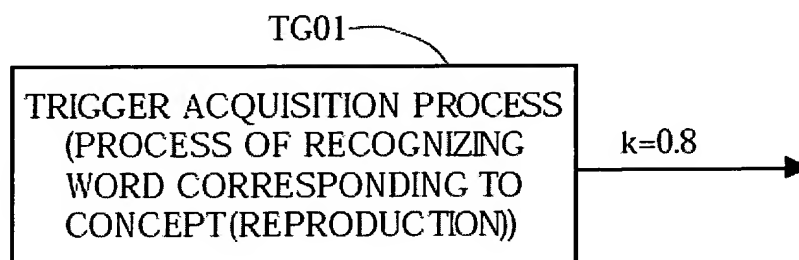 TG01
TRIGGER ACQUISITION PROCESS
(PROCESS OF RECOGNIZING
WORD CORRESPONDING TO
CONCEPT(REPRODUCTION))
k=0.8